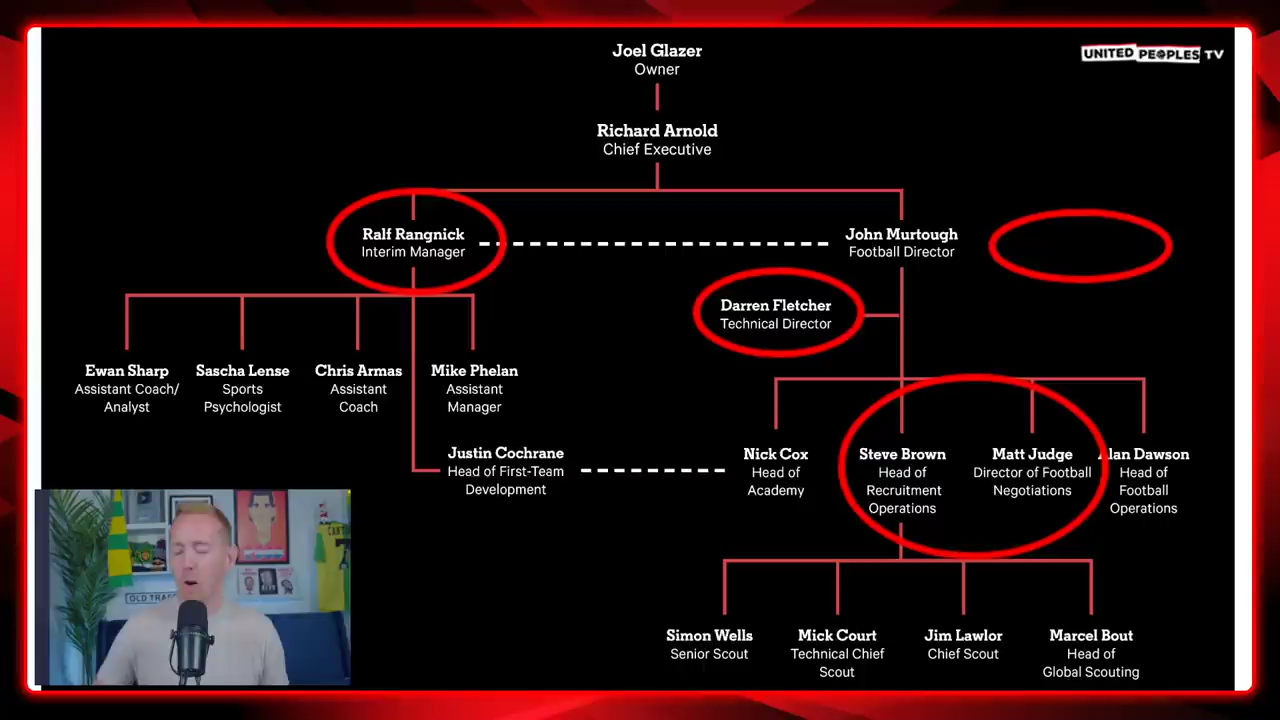 Joel Glazer
Owner
UNITED PEOPLES TV
Richard Arnold
Chief Executive
Ralf Rangnick
Interim Manager
John Murtough
Football Director
Darren Fletcher
Technical Director
Ewan Sharp
Assistant Coach/
Analyst
Sascha Lense
Sports
Psychologist
Chris Armas
Assistant
Coach
Mike Phelan
Assistant
Manager
Justin Cochrane
Head of First-Team
Development
Nick Cox
Head of
Academy
Steve Brown
Head of
Recruitment
Operations
Matt Judge
Director of Football
Negotiations
Alan Dawson
Head of
Football
Operations
Simon Wells
Senior Scout
Mick Court
Technical Chief
Scout
Jim Lawlor
Chief Scout
Marcel Bout
Head of
Global Scouting
OLD